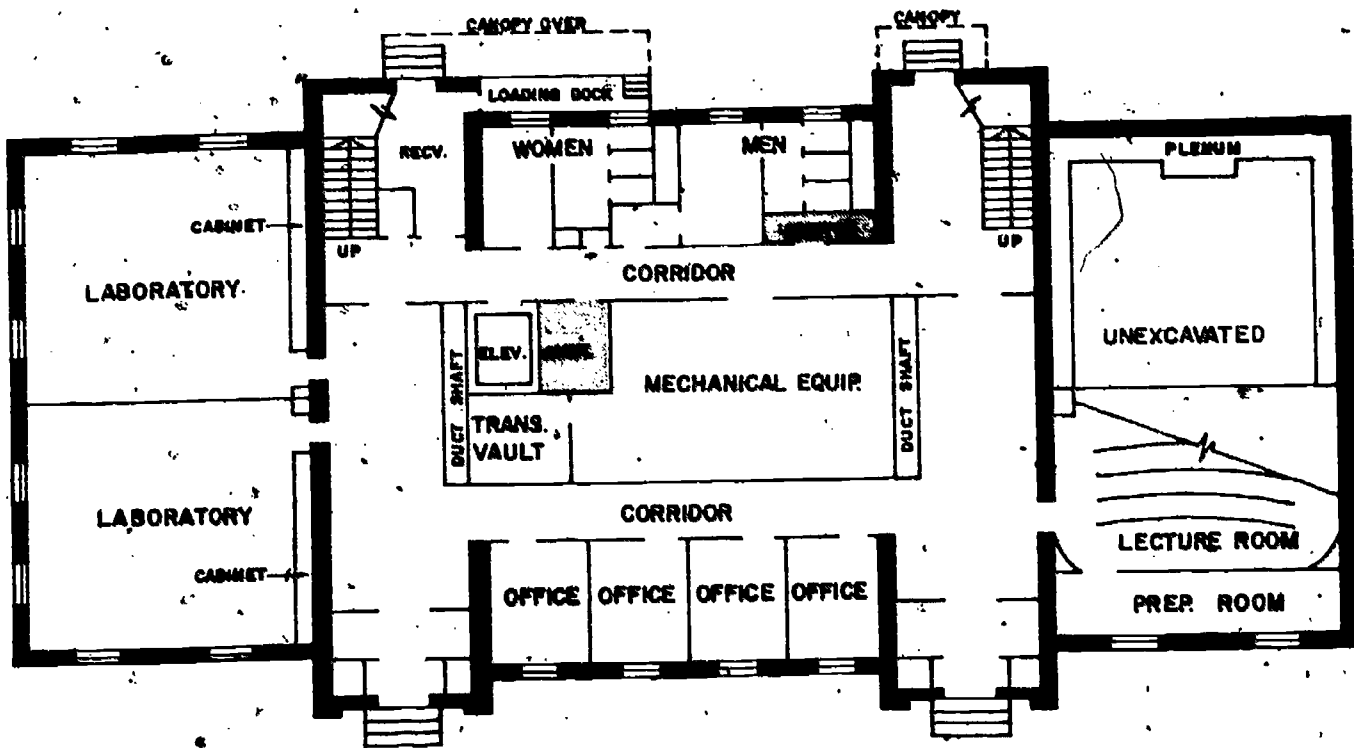 CANOPY OVER
CANOPY
LOADING DOCK
RECV.
WOMEN
MEN
PLENUM
CABINET
UP
UP
CORRIDOR
LABORATORY
UNEXCAVATED
ELEV.
DUCT SHAFT
MECHANICAL EQUIP.
DUCT SHAFT
TRANS.
VAULT
LABORATORY
CORRIDOR
LECTURE ROOM
CABINET
OFFICE
OFFICE
OFFICE
OFFICE
PREP. ROOM